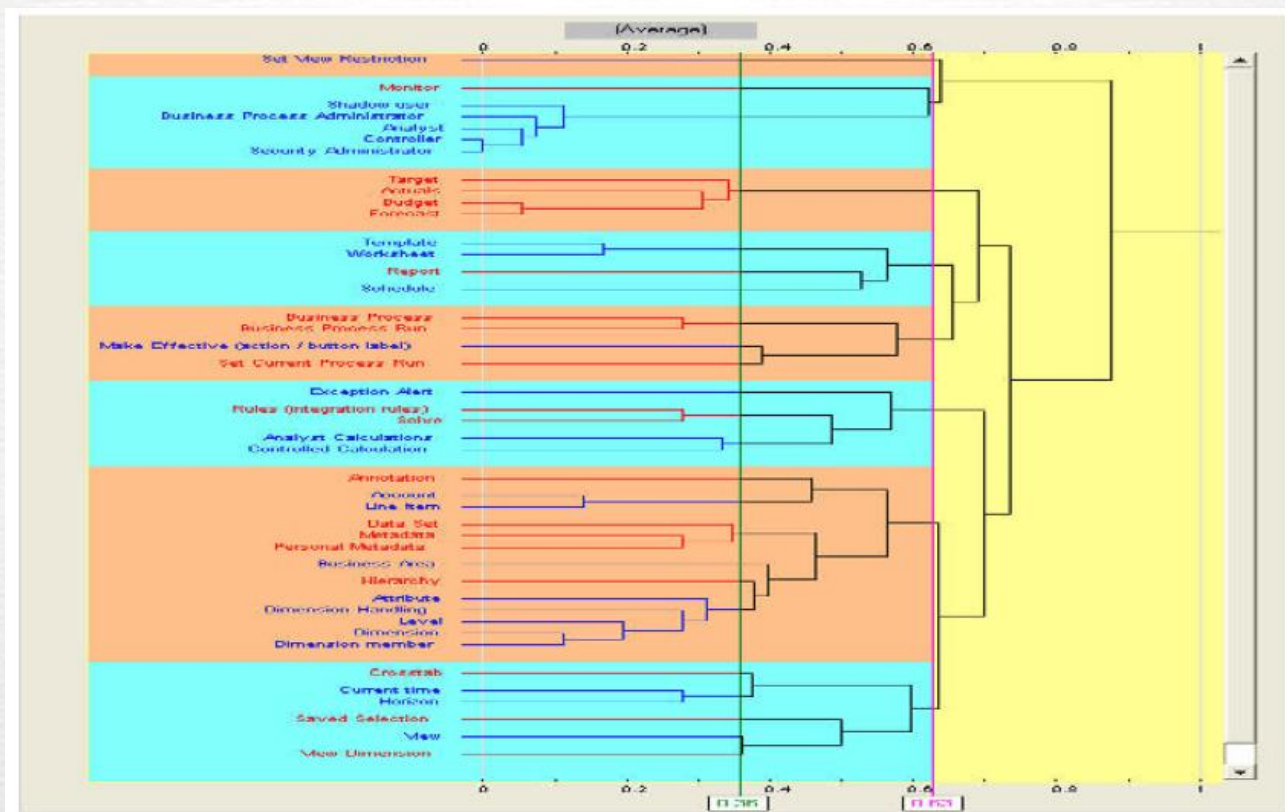 (Average)
0 0.2 0.4 0.6 0.8 1
Set View Restriction
Monitor
Shadow user
Business Process Administrator
Analyst
Controller
Security Administrator
Target
Actuals
Budget
Forecast
Template
Worksheet
Report
Schedule
Business Process
Business Process Run
Make Effective (action / button label)
Set Current Process Run
Exception Alert
Rules (integration rules)
Solve
Analyst Calculations
Controlled Calculation
Annotation
Account
Line Item
Data Set
Metadata
Personal Metadata
Business Area
Hierarchy
Attribute
Dimension Handling
Level
Dimension
Dimension member
Crosstab
Current time
Horizon
Saved Selection
View
View Dimension
0 0.2 0.4 0.6 0.8 1
0.36 0.63